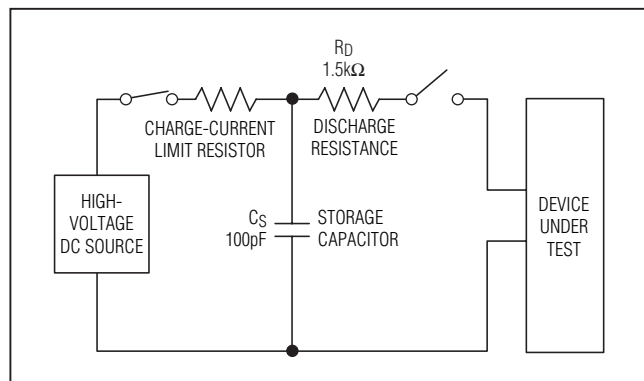 RD
1.5kΩ
CHARGE-CURRENT
LIMIT RESISTOR
DISCHARGE
RESISTANCE
HIGH-
VOLTAGE
DC SOURCE
CS
100pF
STORAGE
CAPACITOR
DEVICE
UNDER
TEST